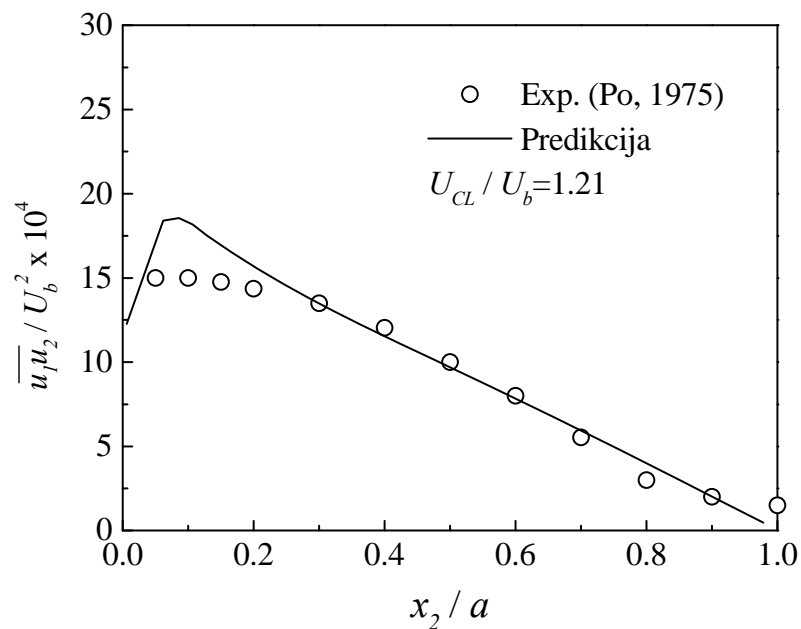 30
25
20
15
10
5
0
0.0 0.2 0.4 0.6 0.8 1.0
Exp. (Po, 1975)
Predikcija
U_CL / U_b=1.21
u_1u_2 / U_b^2 x 10^4
x_2 / a